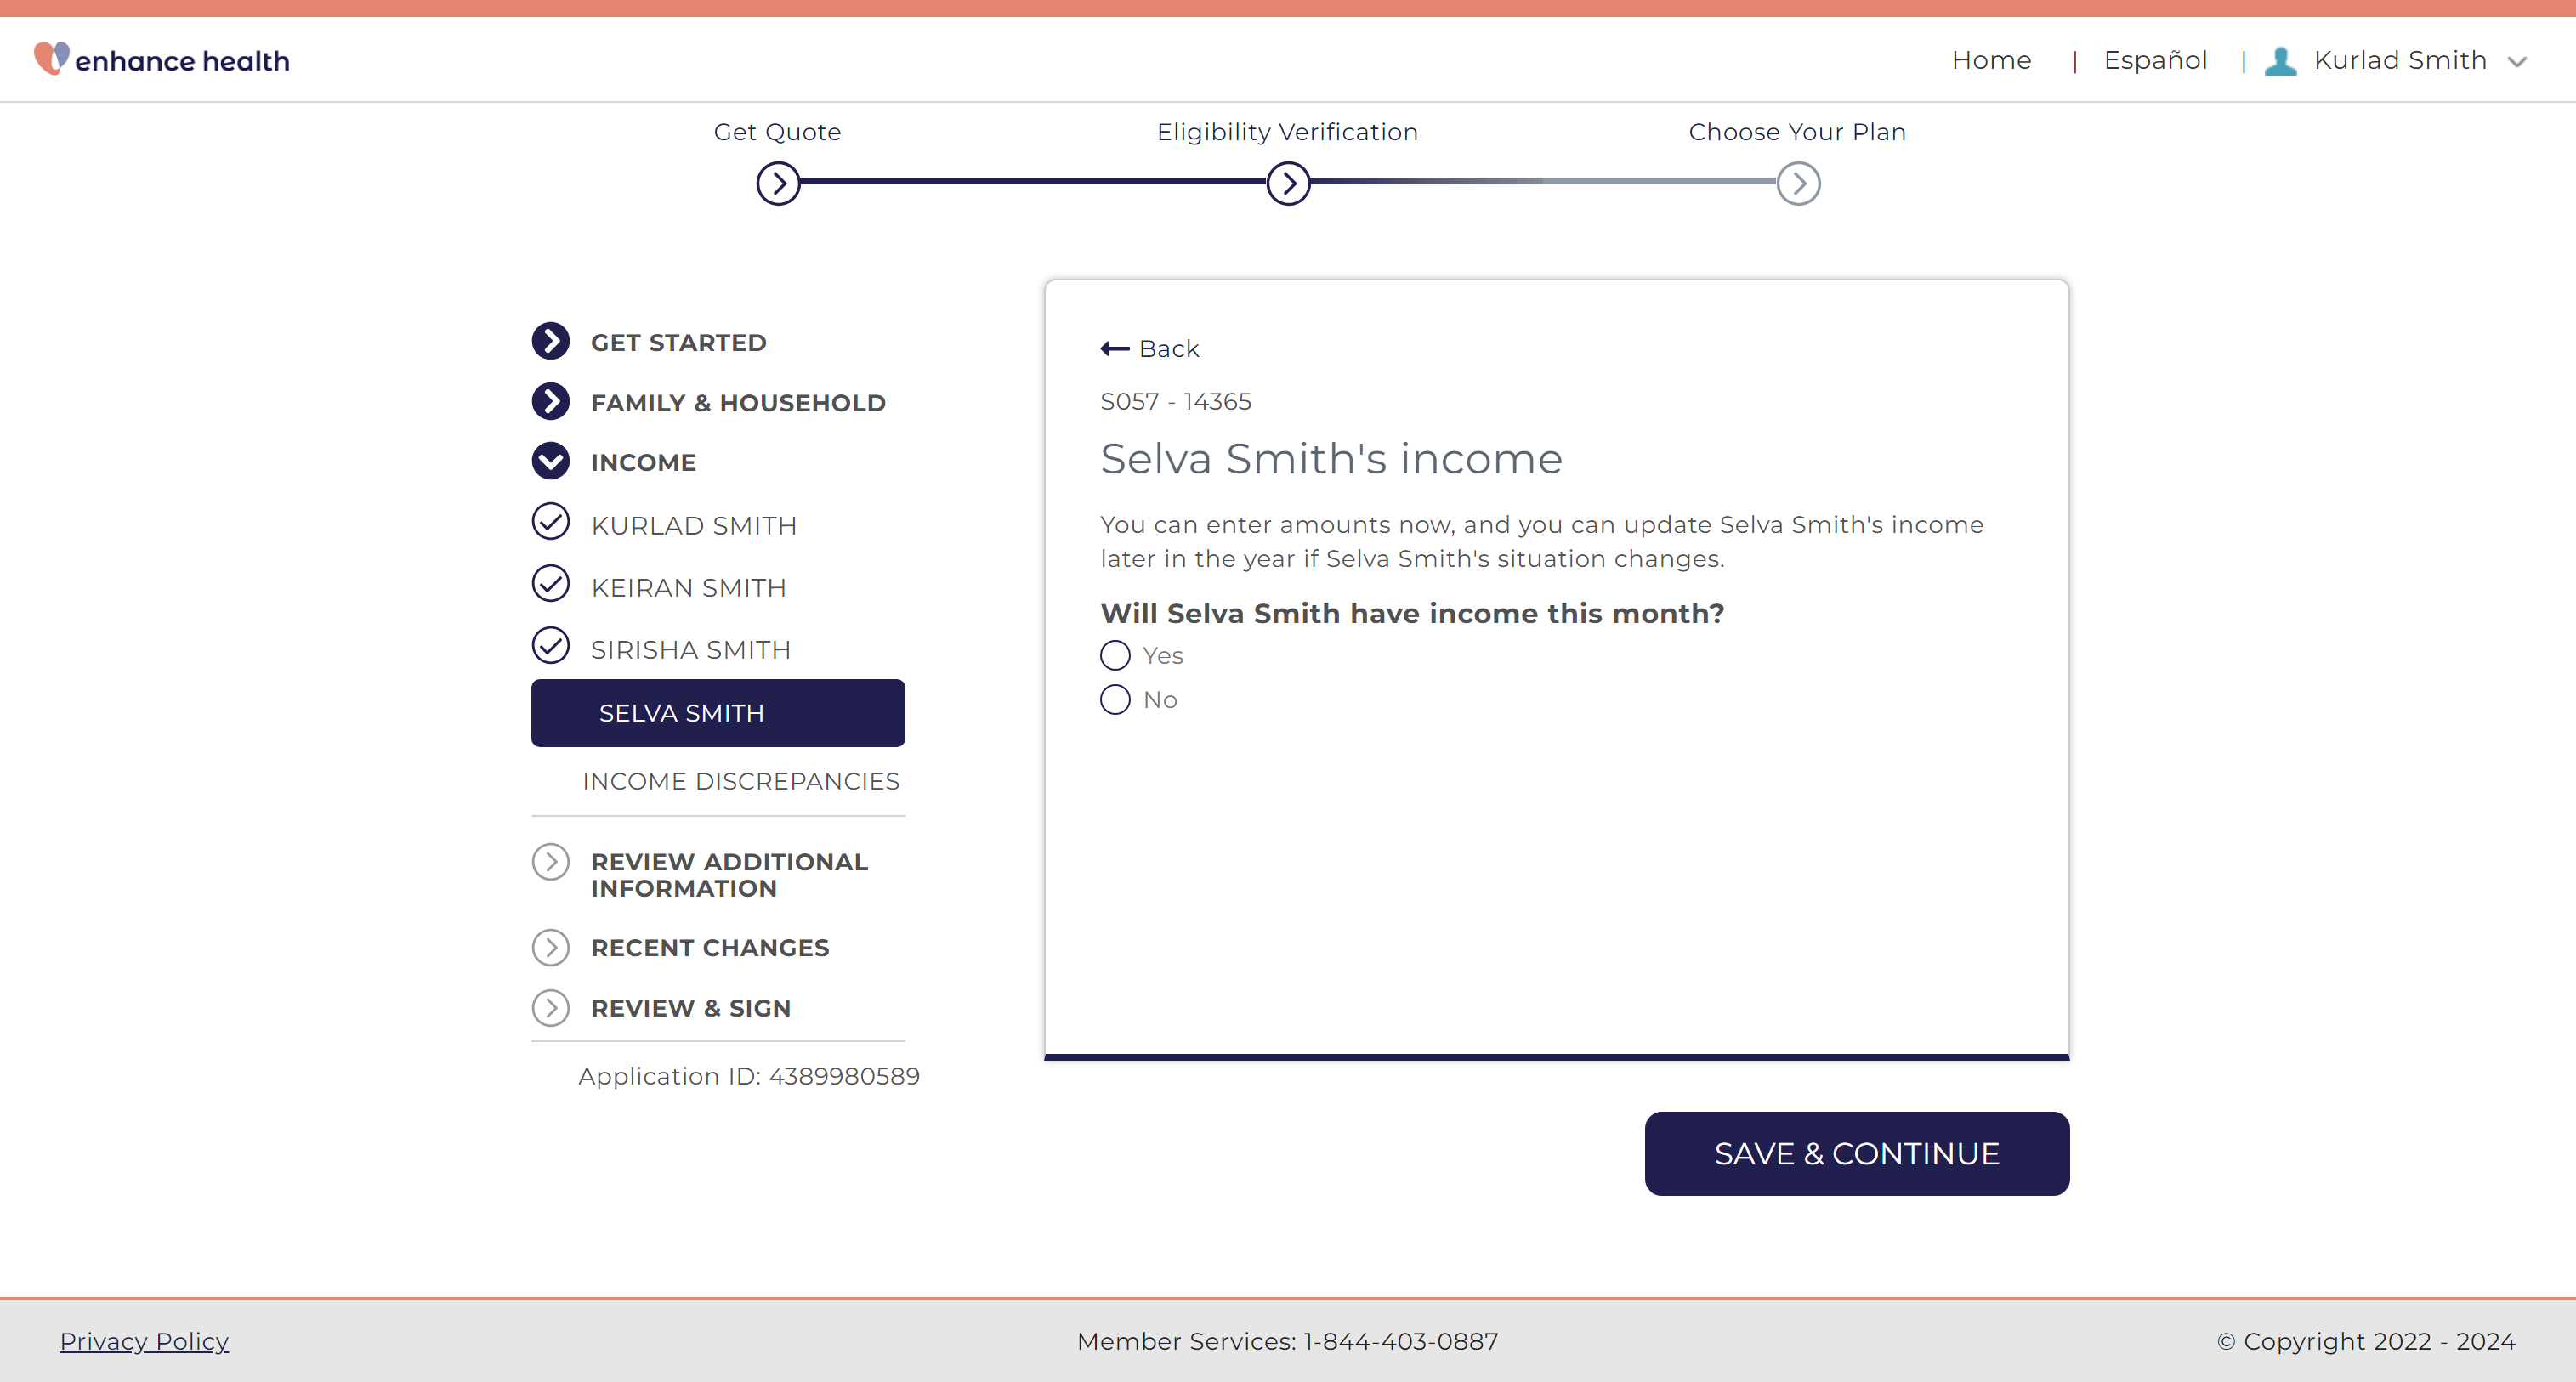 enhance health
Home | Español | Kurlad Smith
Get Quote
Eligibility Verification
Choose Your Plan
GET STARTED
FAMILY & HOUSEHOLD
INCOME
KURLAD SMITH
KEIRAN SMITH
SIRISHA SMITH
SELVA SMITH
INCOME DISCREPANCIES
REVIEW ADDITIONAL
INFORMATION
RECENT CHANGES
REVIEW & SIGN
Application ID: 4389980589
Back
S057 - 14365
Selva Smith's income
You can enter amounts now, and you can update Selva Smith's income
later in the year if Selva Smith's situation changes.
Will Selva Smith have income this month?
Yes
No
SAVE & CONTINUE
Privacy Policy
Member Services: 1-844-403-0887
© Copyright 2022 - 2024